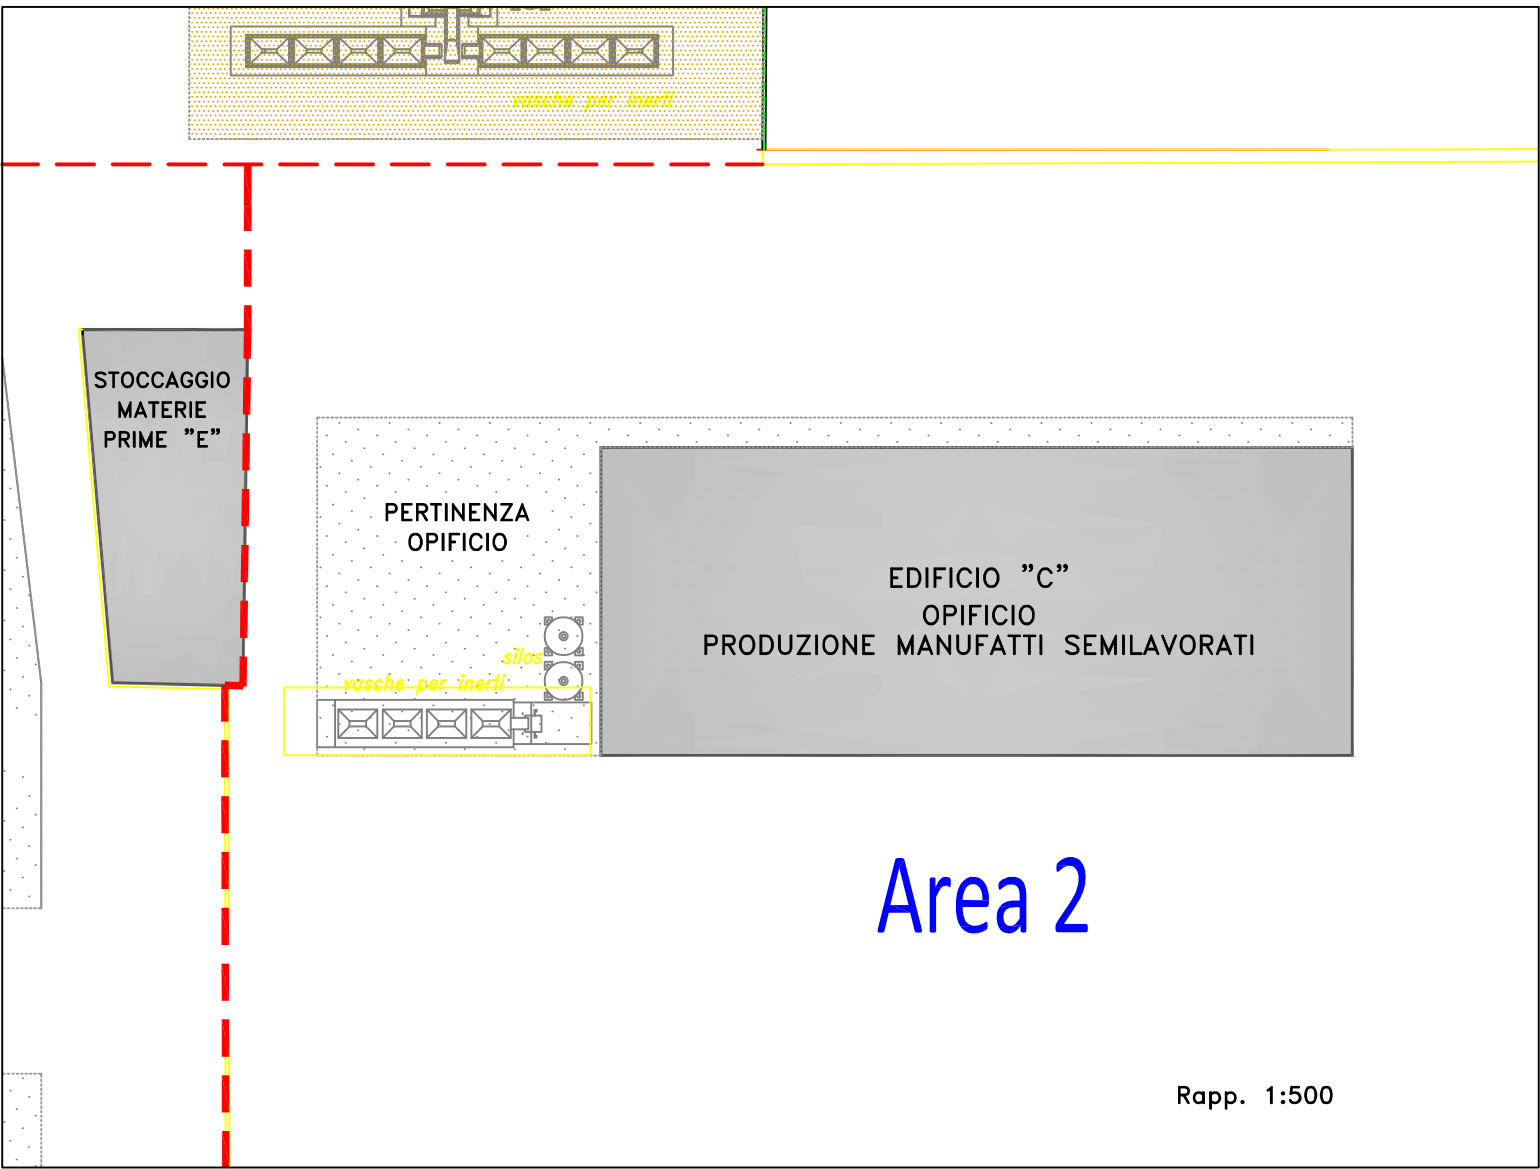 vasche per inerti
STOCCAGGIO
MATERIE
PRIME "E"
PERTINENZA
OPIFICIO
EDIFICIO "C"
OPIFICIO
PRODUZIONE MANUFATTI SEMILAVORATI
silos
vasche per inerti
Area 2
Rapp. 1:500